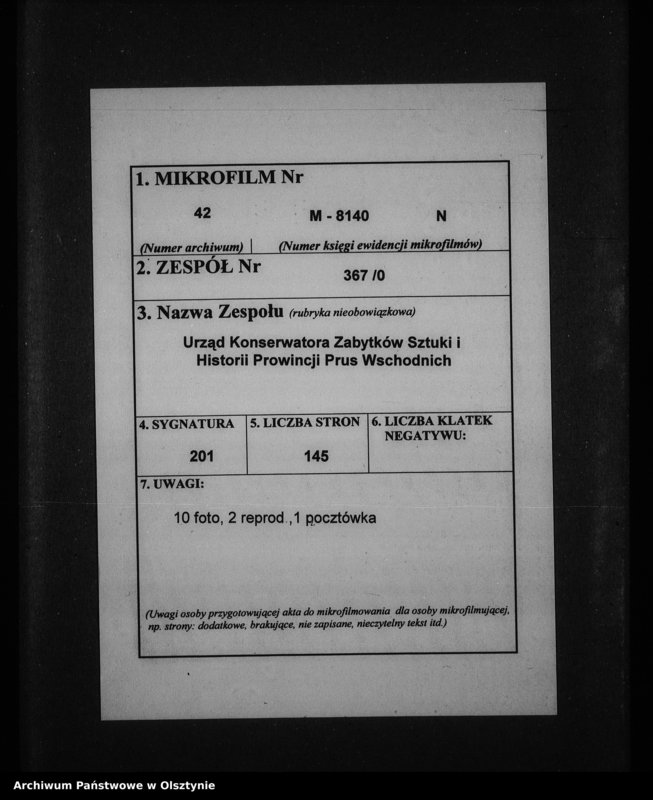 1. MIKROFILM Nr
42 M - 8140 N
(Numer archiwum) (Numer księgi ewidencji mikrofilmów)
2. ZESPÓŁ Nr
367 /0
3. Nazwa Zespołu (rubryka nieobowiązkowa)
Urząd Konserwatora Zabytków Sztuki i
Historii Prowincji Prus Wschodnich
4. SYGNATURA
201
5. LICZBA STRON
145
6. LICZBA KLATEK
NEGATYWU:
7. UWAGI:
10 foto, 2 reprod.,1 pocztówka
(Uwagi osoby przygotowującej akta do mikrofilmowania dla osoby mikrofilmującej,
np. strony: dodatkowe, brakujące, nie zapisane, nieczytelny tekst itd.)
Archiwum Państwowe w Olsztynie